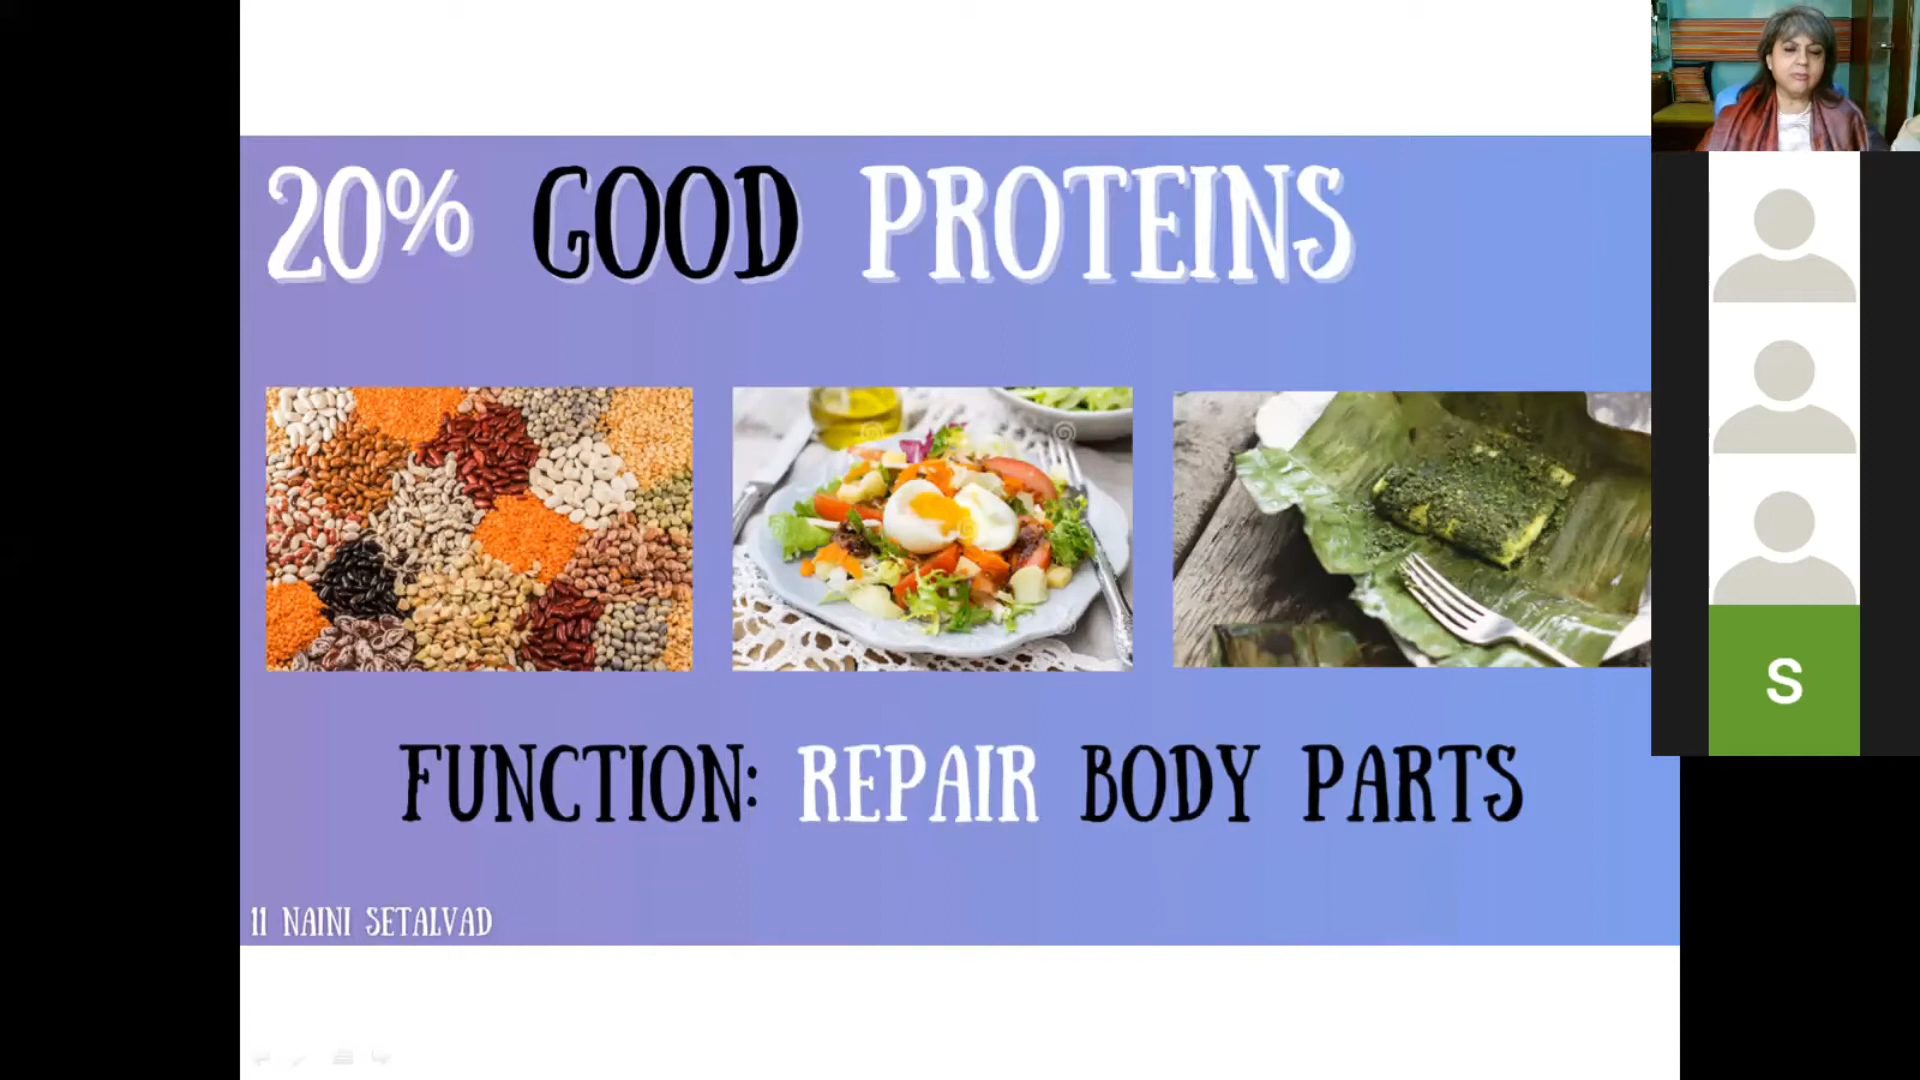 20% GOOD PROTEINS
FUNCTION: REPAIR BODY PARTS
11 NAINI SETALVAD
S